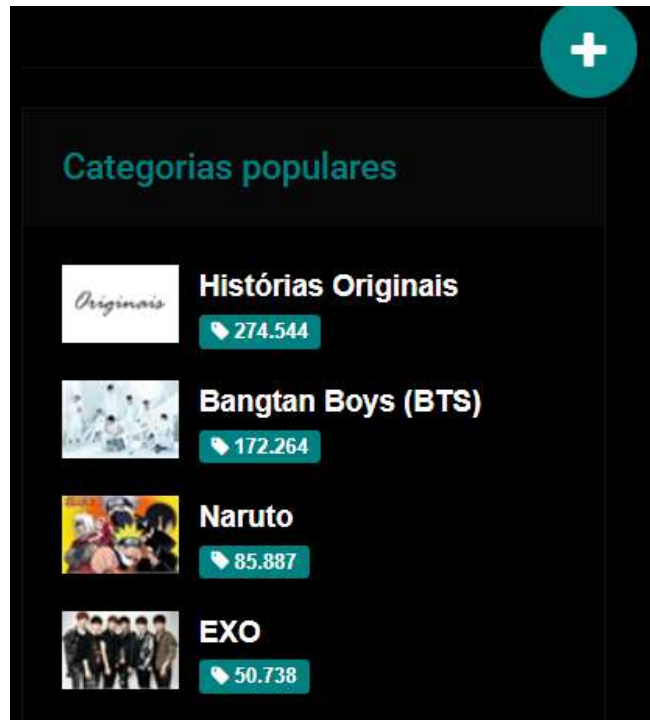 Categorias populares
Originais
Histórias Originais
274.544
Bangtan Boys (BTS)
172.264
Naruto
85.887
EXO
50.738